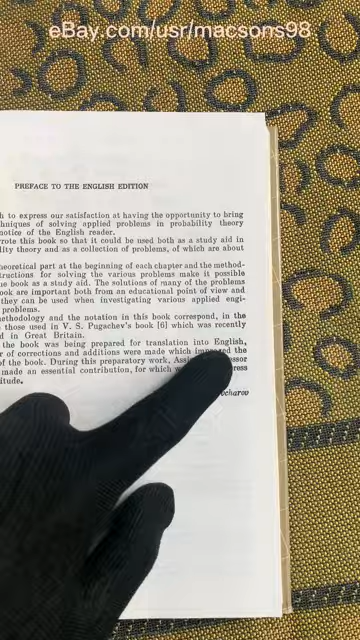 eBay.com/usr/macsons98
PREFACE TO THE ENGLISH EDITION
h to express our satisfaction at having the opportunity to bring
chniques of solving applied problems in probability theory
notice of the English reader.
rote this book so that it could be used both as a study aid in
lity theory and as a collection of problems, of which are about
heoretical part at the beginning of each chapter and the method-
tructions for solving the various problems make it possible
he book as a study aid. The solutions of many of the problems
ook are important both from an educational point of view and
they can be used when investigating various applied engi-
problems.
ethodology and the notation in this book correspond, in the
those used in V. S. Pugachev's book [6] which was recently
d in Great Britain.
the book was being prepared for translation into English,
r of corrections and additions were made which improved the
of the book. During this preparatory work, Assi
made an essential contribution, for which
itude.
charov